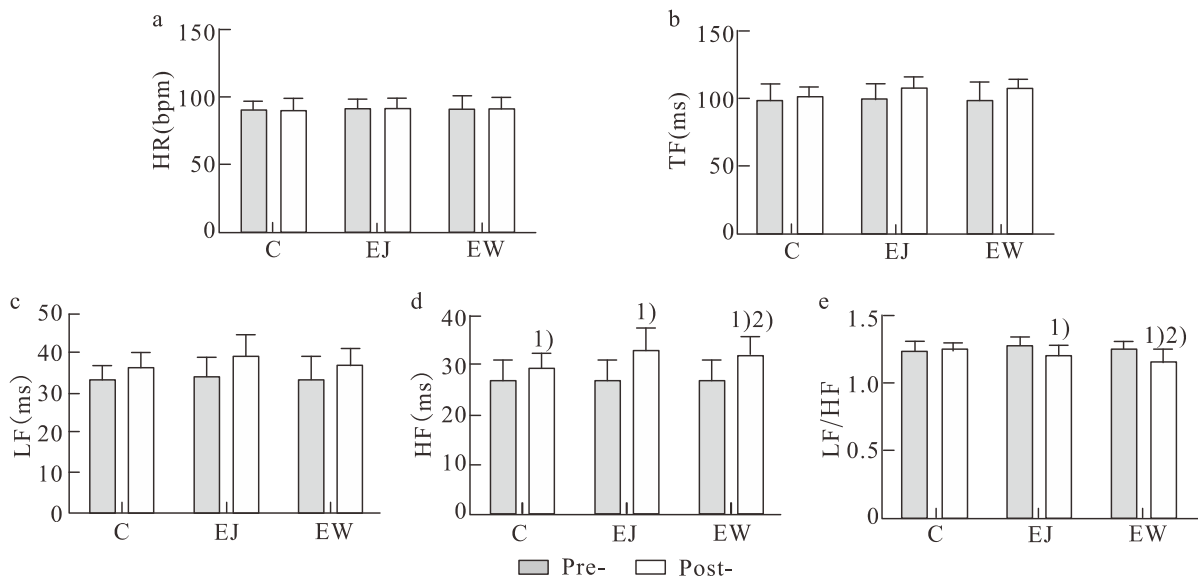 a
150
100
50
0
HR(bpm)
C EJ EW
b
150
100
50
0
TF(ms)
C EJ EW
c
50
40
30
20
10
0
LF(ms)
C EJ EW
d
40
30
20
10
0
HF(ms)
1) 1) 1)2)
C EJ EW
e
1.5
1.0
0.5
0
LF/HF
1) 1)2)
C EJ EW
Pre- Post-